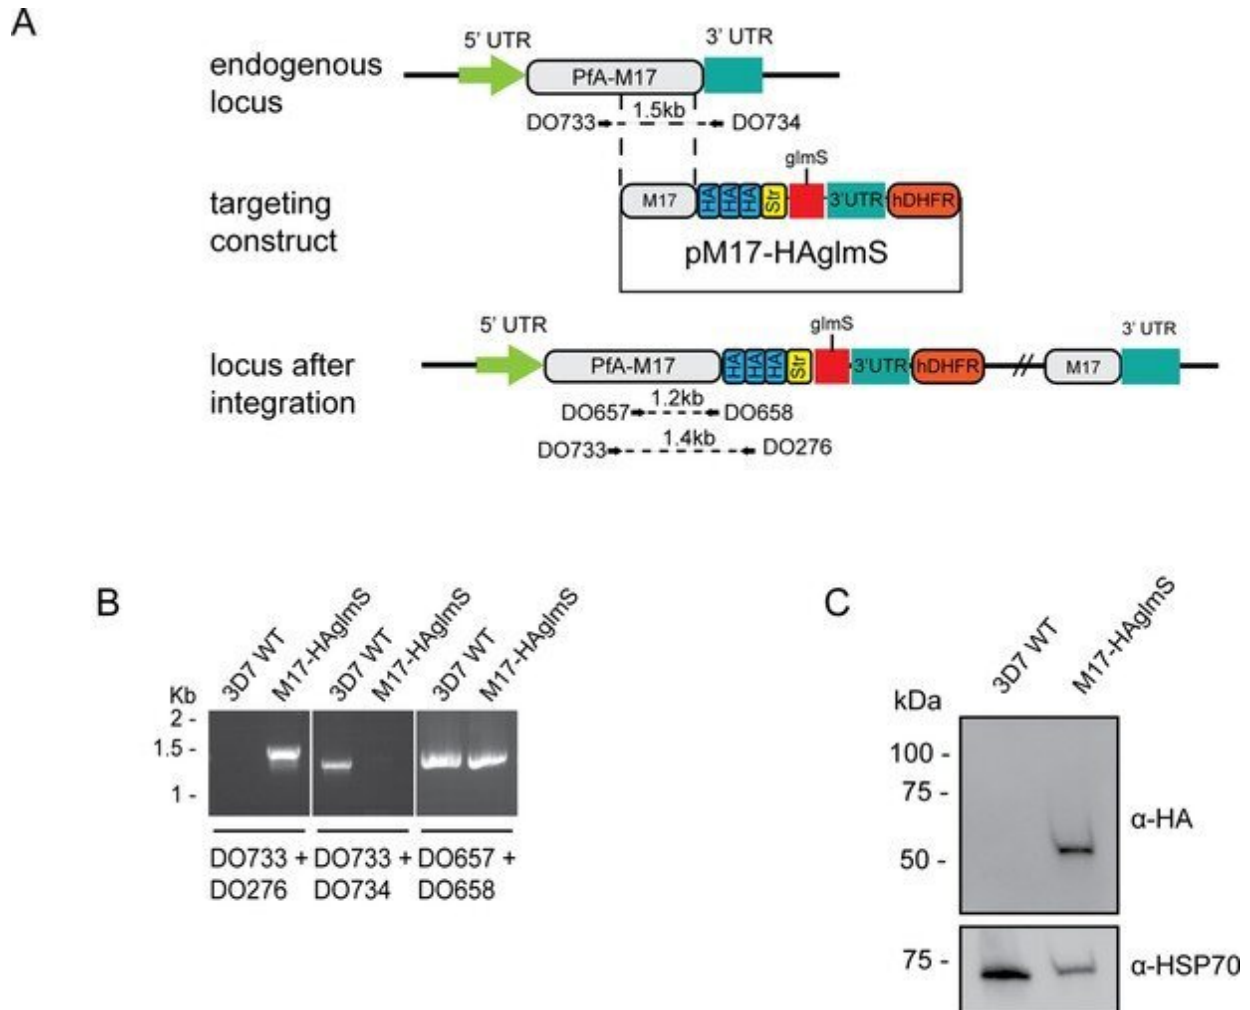 A
5' UTR
3' UTR
endogenous
locus
PfA-M17
1.5kb
DO733
DO734
glmS
targeting
construct
M17
HA
HA
HA
Str
3'UTR
hDHFR
pM17-HAglmS
5' UTR
glmS
3' UTR
locus after
integration
PfA-M17
HA
HA
HA
Str
3'UTR
hDHFR
//
M17
1.2kb
DO657
DO658
1.4kb
DO733
DO276
B
3D7 WT
M17-HAglmS
3D7 WT
M17-HAglmS
3D7 WT
M17-HAglmS
Kb
2 -
1.5 -
1 -
DO733 +
DO276
DO733 +
DO734
DO657 +
DO658
C
3D7 WT
M17-HAglmS
kDa
100 -
75 -
50 -
α-HA
75 -
α-HSP70